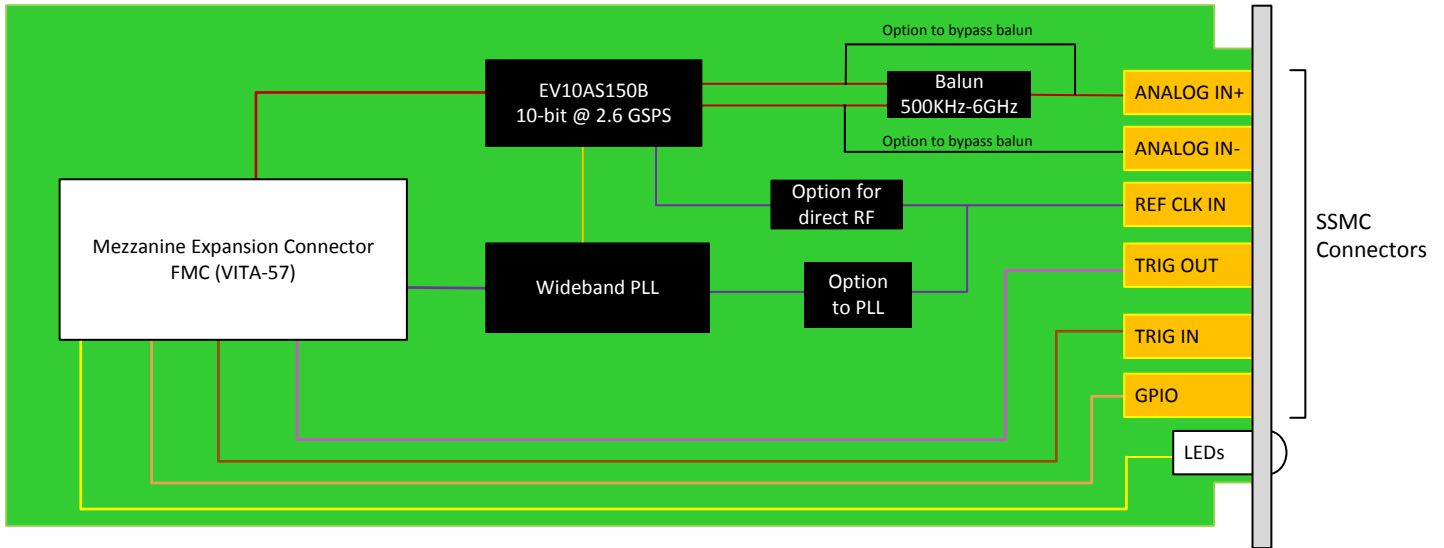 Option to bypass balun
EV10AS150B
10-bit @ 2.6 GSPS
Balun
500KHz-6GHz
ANALOG IN+
Option to bypass balun
ANALOG IN-
Option for
direct RF
REF CLK IN
SSMC
Connectors
Mezzanine Expansion Connector
FMC (VITA-57)
Wideband PLL
Option
to PLL
TRIG OUT
TRIG IN
GPIO
LEDs